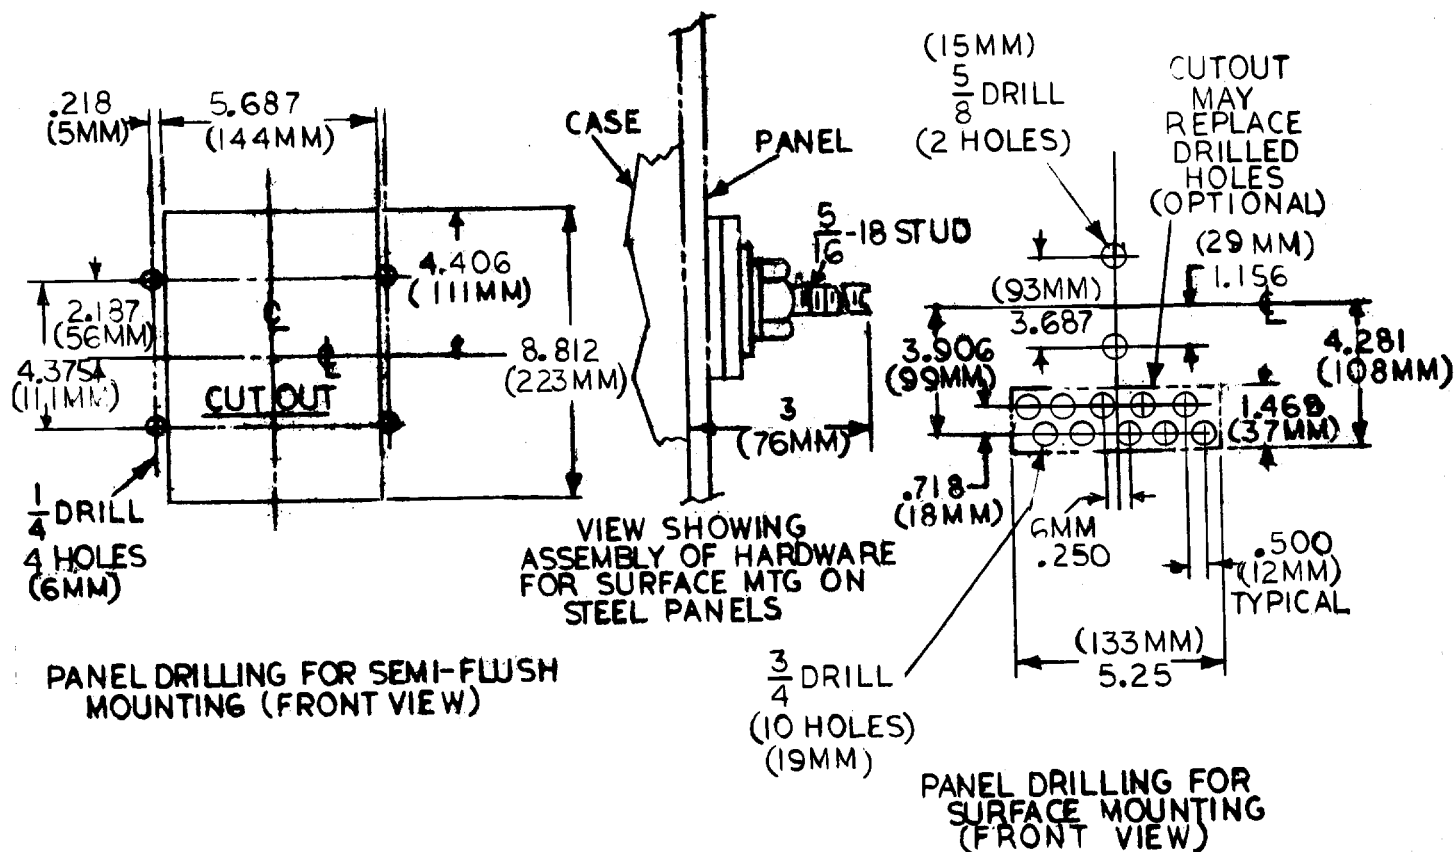 .218
(5MM)
5.687
(144MM)
4.406
(111MM)
2.187
(56MM)
4.375
(111MM)
8.812
(223MM)
CUT OUT
1/4 DRILL
4 HOLES
(6MM)
PANEL DRILLING FOR SEMI-FLUSH
MOUNTING (FRONT VIEW)
CASE
PANEL
5/16-18 STUD
3
(76MM)
VIEW SHOWING
ASSEMBLY OF HARDWARE
FOR SURFACE MTG ON
STEEL PANELS
(15MM)
5/8 DRILL
(2 HOLES)
CUTOUT
MAY
REPLACE
DRILLED
HOLES
(OPTIONAL)
(29MM)
1.156
(93MM)
3.687
3.906
(99MM)
4.281
(108MM)
1.468
(37MM)
.718
(18MM)
6MM
.250
.500
(12MM)
TYPICAL
(133MM)
5.25
3/4 DRILL
(10 HOLES)
(19MM)
PANEL DRILLING FOR
SURFACE MOUNTING
(FRONT VIEW)